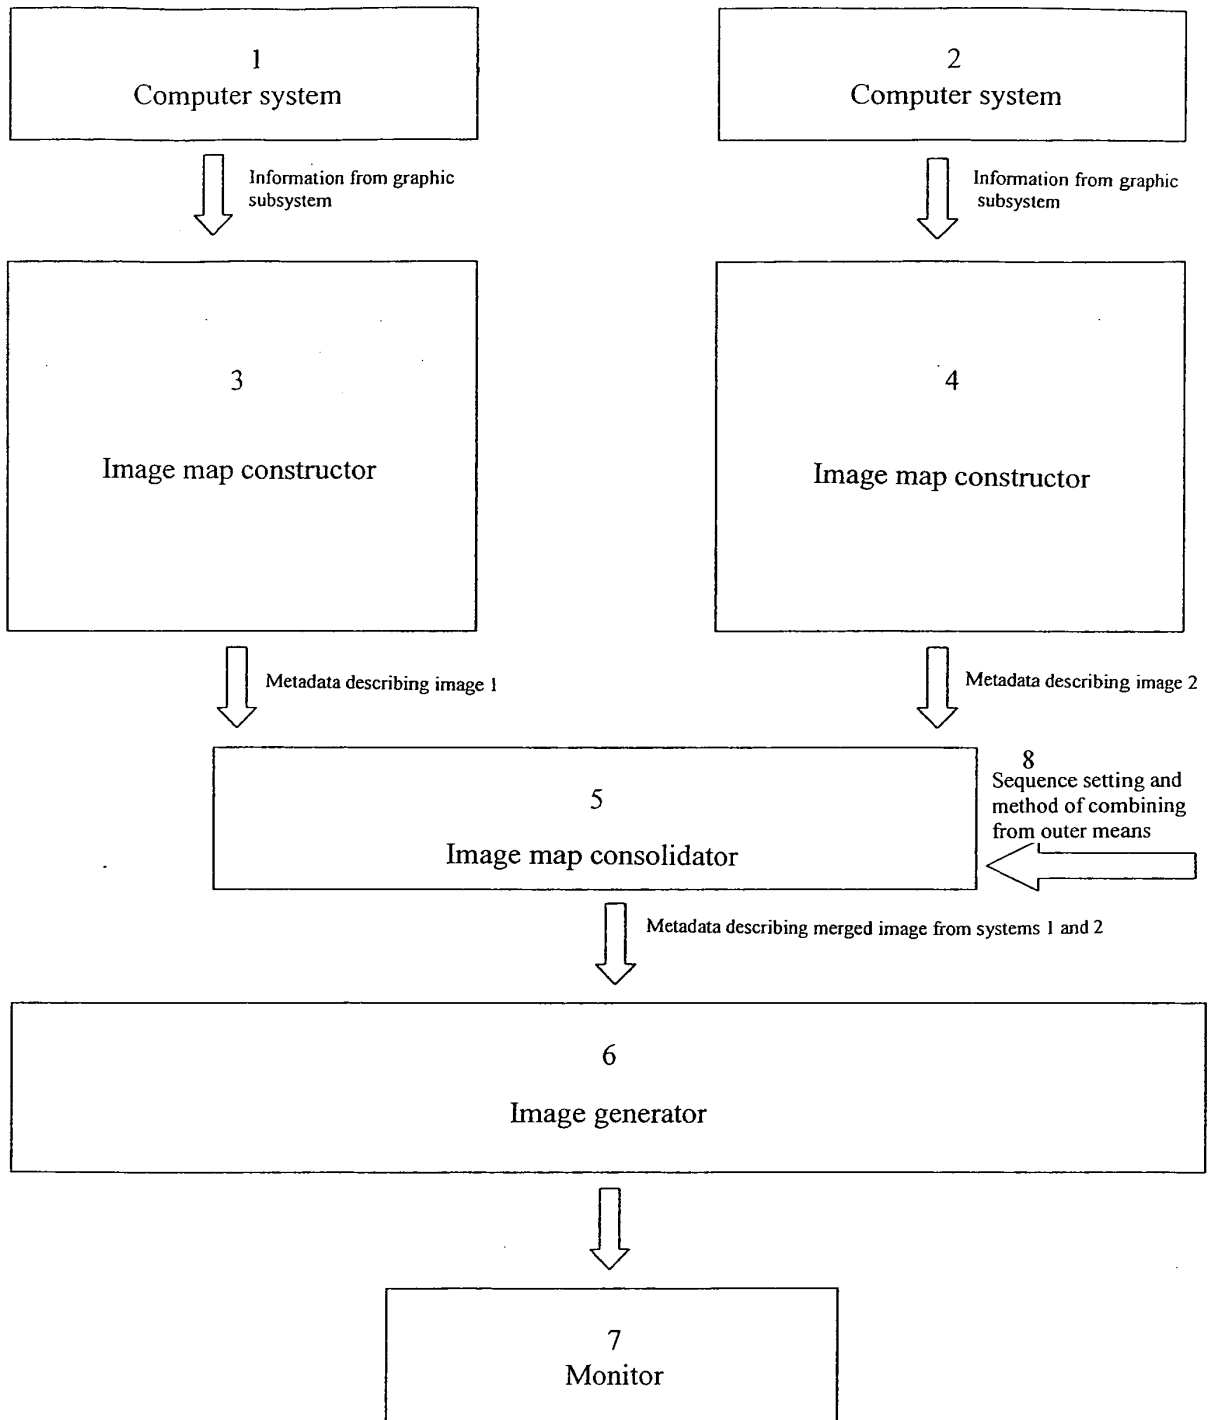 1
Computer system
2
Computer system
Information from graphic
subsystem
Information from graphic
subsystem
3
Image map constructor
4
Image map constructor
Metadata describing image 1
Metadata describing image 2
8
Sequence setting and
method of combining
from outer means
5
Image map consolidator
Metadata describing merged image from systems 1 and 2
6
Image generator
7
Monitor